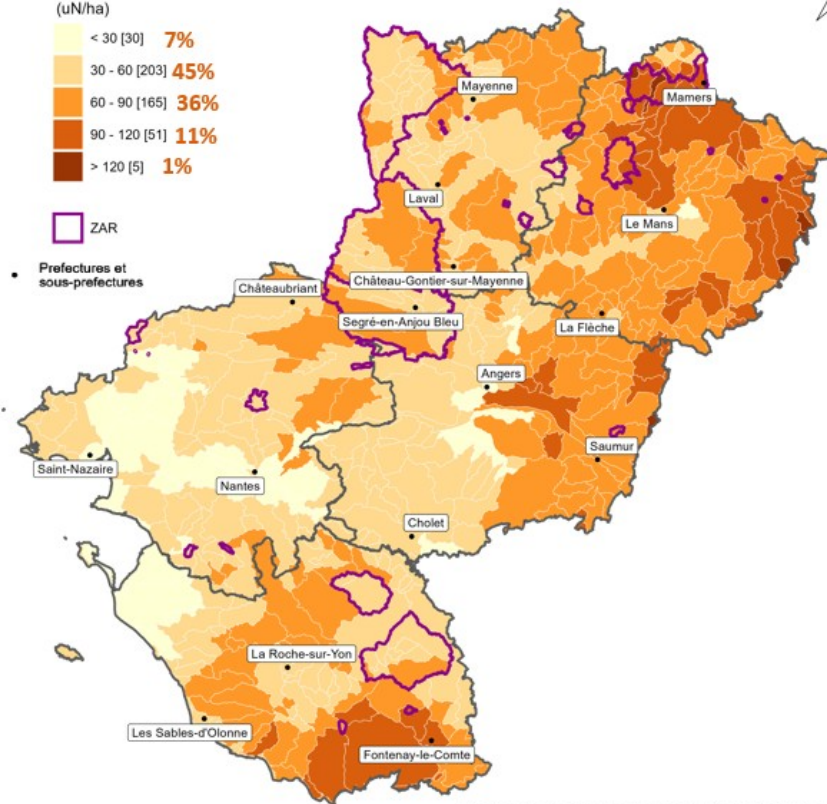 (uN/ha)
< 30 [30] 7%
30 - 60 [203] 45%
60 - 90 [165] 36%
90 - 120 [51] 11%
> 120 [5] 1%
ZAR
Prefectures et
sous-prefectures
Mayenne
Mamers
Laval
Le Mans
Château-Gontier-sur-Mayenne
Châteaubriant
Segré-en-Anjou Bleu
La Flèche
Angers
Saumur
Saint-Nazaire
Nantes
Cholet
La Roche-sur-Yon
Les Sables-d'Olonne
Fontenay-le-Comte